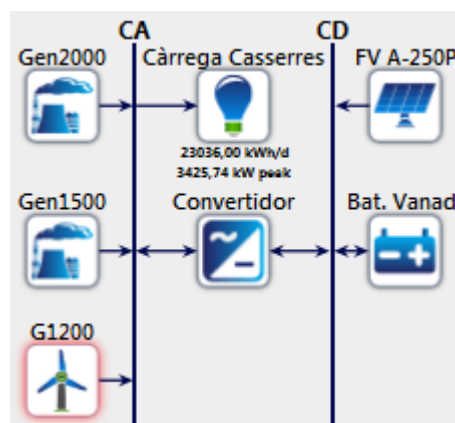 CA CD
Gen2000 Càrrega Casserres FV A-250P
23036,00 kWh/d
3425,74 kW peak
Gen1500 Convertidor Bat. Vanad
G1200